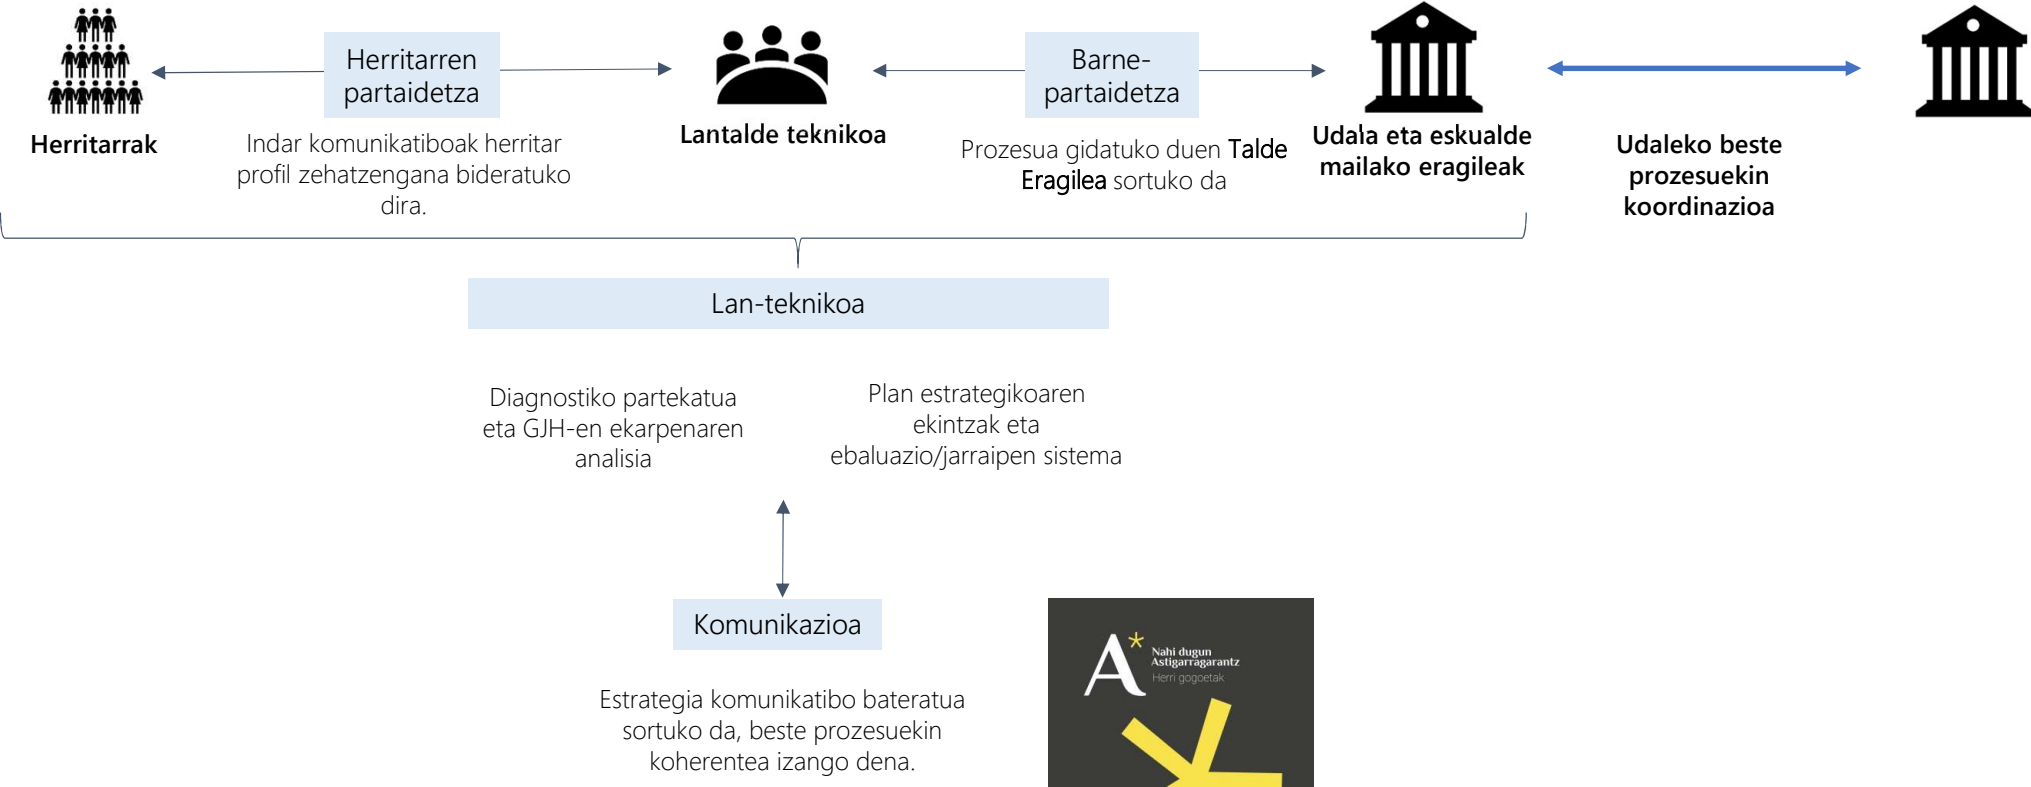 Herritarrak
Herritarren
partaidetza
Indar komunikatiboak herritar
profil zehatzengana bideratuko
dira.
Lantalde teknikoa
Barne-
partaidetza
Prozesua gidatuko duen Talde
Eragilea sortuko da
Udala eta eskualde
mailako eragileak
Udaleko beste
prozesuekin
koordinazioa
Lan-teknikoa
Diagnostiko partekatua
eta GJH-en ekarpenaren
analisia
Plan estrategikoaren
ekintzak eta
ebaluazio/jarraipen sistema
Komunikazioa
Estrategia komunikatibo bateratua
sortuko da, beste prozesuekin
koherentea izango dena.
A*
Nahi dugun
Astigarragarantz
Herri gogoetak